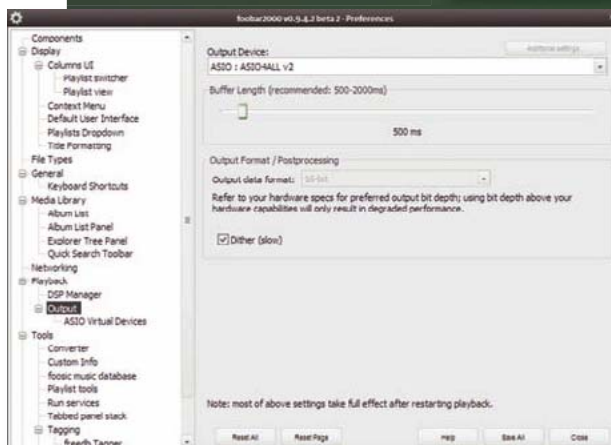 foobar2000 v0.9.4.2 beta 2 - Preferences
Components
Display
Columns UI
Playlist switcher
Playlist view
Context Menu
Default User Interface
Playlists Dropdown
Title Formatting
File Types
General
Keyboard Shortcuts
Media Library
Album List
Album List Panel
Explorer Tree Panel
Quick Search Toolbar
Networking
Playback
DSP Manager
Output
ASIO Virtual Devices
Tools
Converter
Custom Info
foosic music database
Playlist tools
Run services
Tabbed panel stack
Tagging
freedb Tagger
Output Device:
Additional settings
ASIO : ASIO4ALL v2
Buffer Length (recommended: 500-2000ms)
500 ms
Output Format / Postprocessing
Output data format: 16-bit
Refer to your hardware specs for preferred output bit depth; using bit depth above your
hardware capabilities will only result in degraded performance.
Dither (slow)
Note: most of above settings take full effect after restarting playback.
Reset All
Reset Page
Help
Save All
Close